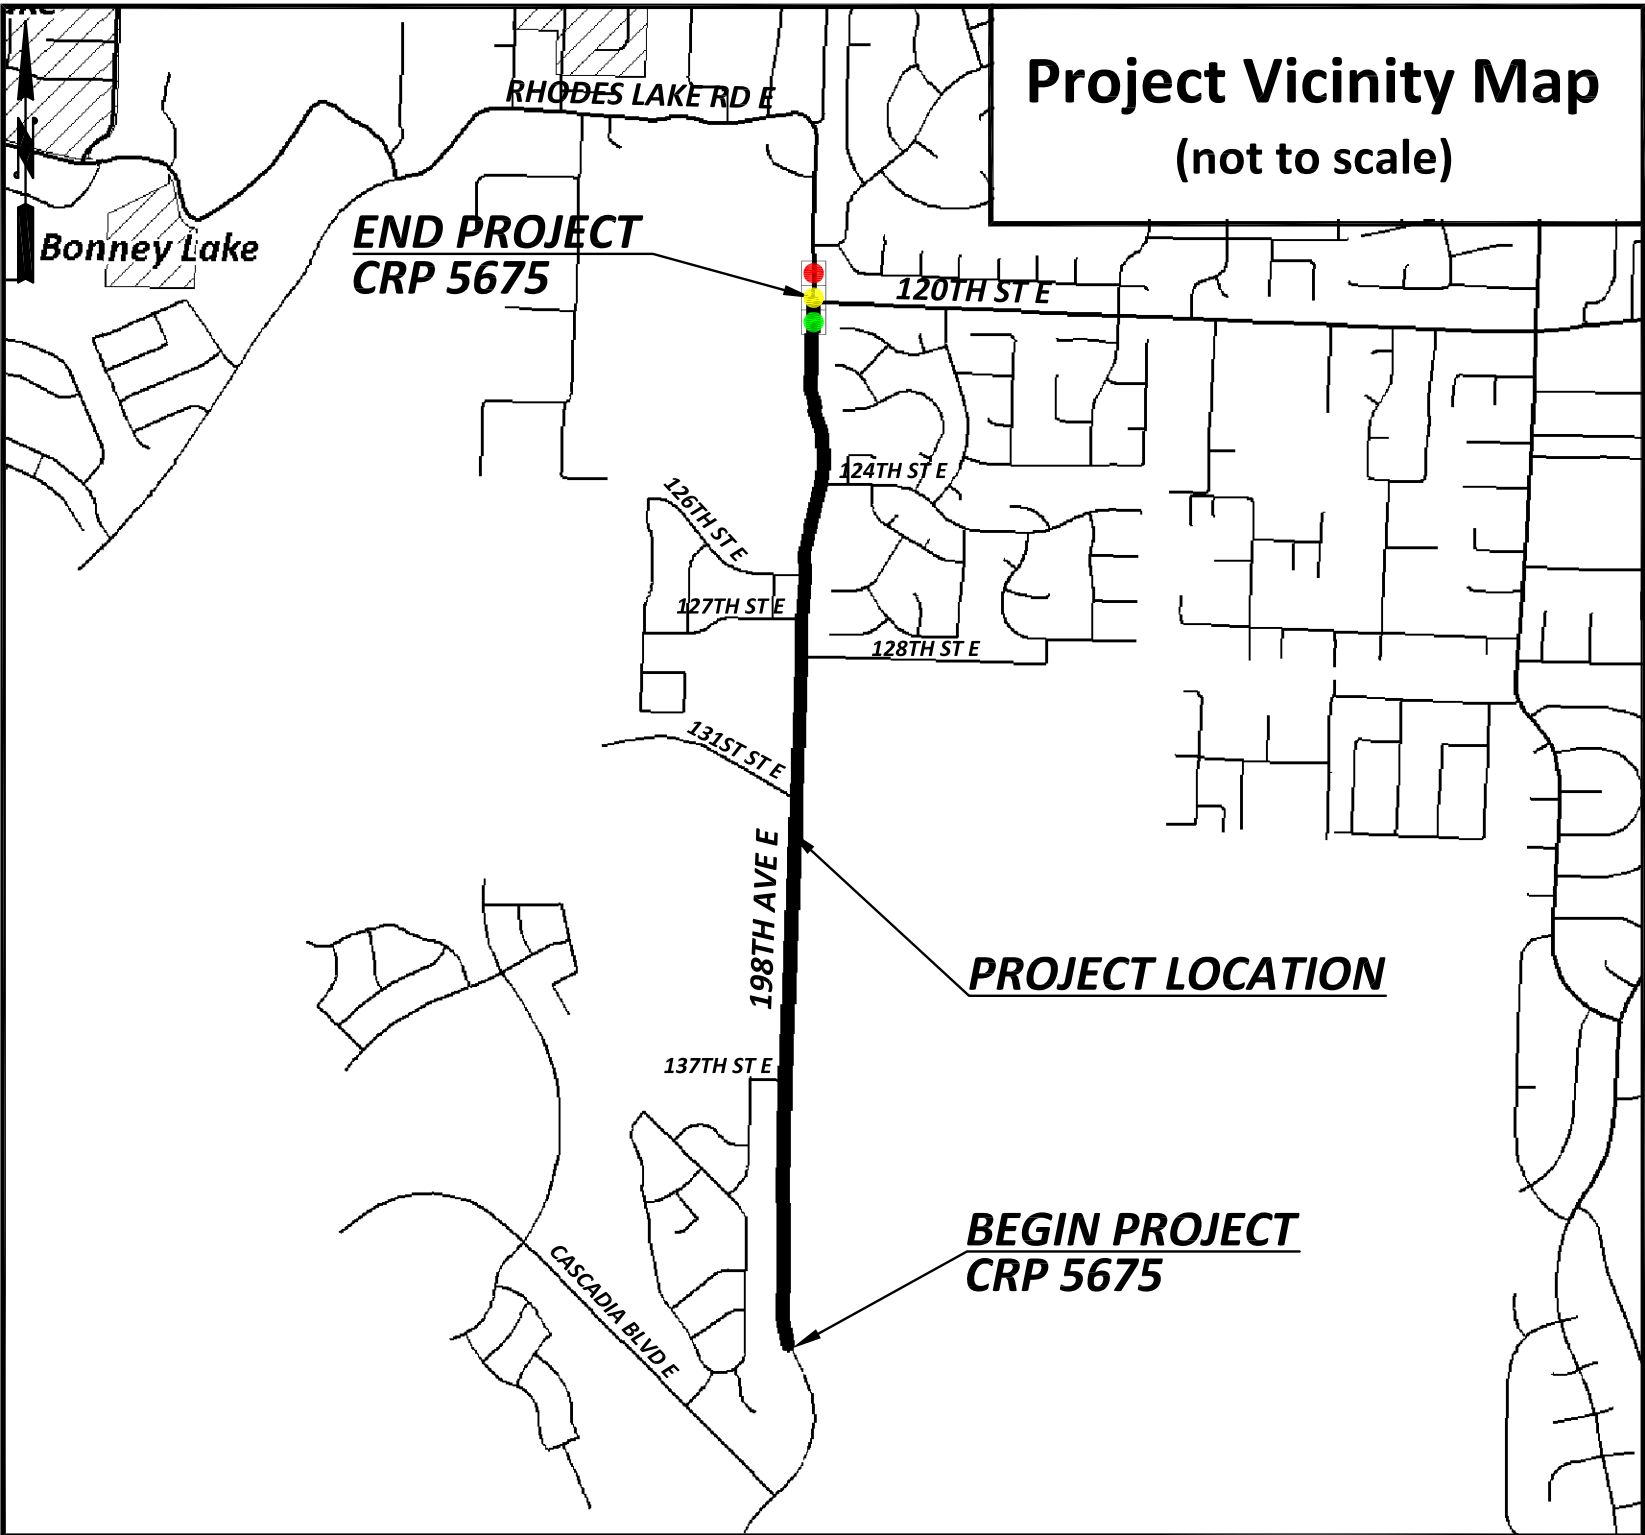 Project Vicinity Map
(not to scale)
RHODES LAKE RD E
N
Bonney Lake
END PROJECT
CRP 5675
120TH ST E
124TH ST E
126TH ST E
127TH ST E
128TH ST E
131ST ST E
198TH AVE E
PROJECT LOCATION
137TH ST E
BEGIN PROJECT
CRP 5675
CASCADIA BLVD E